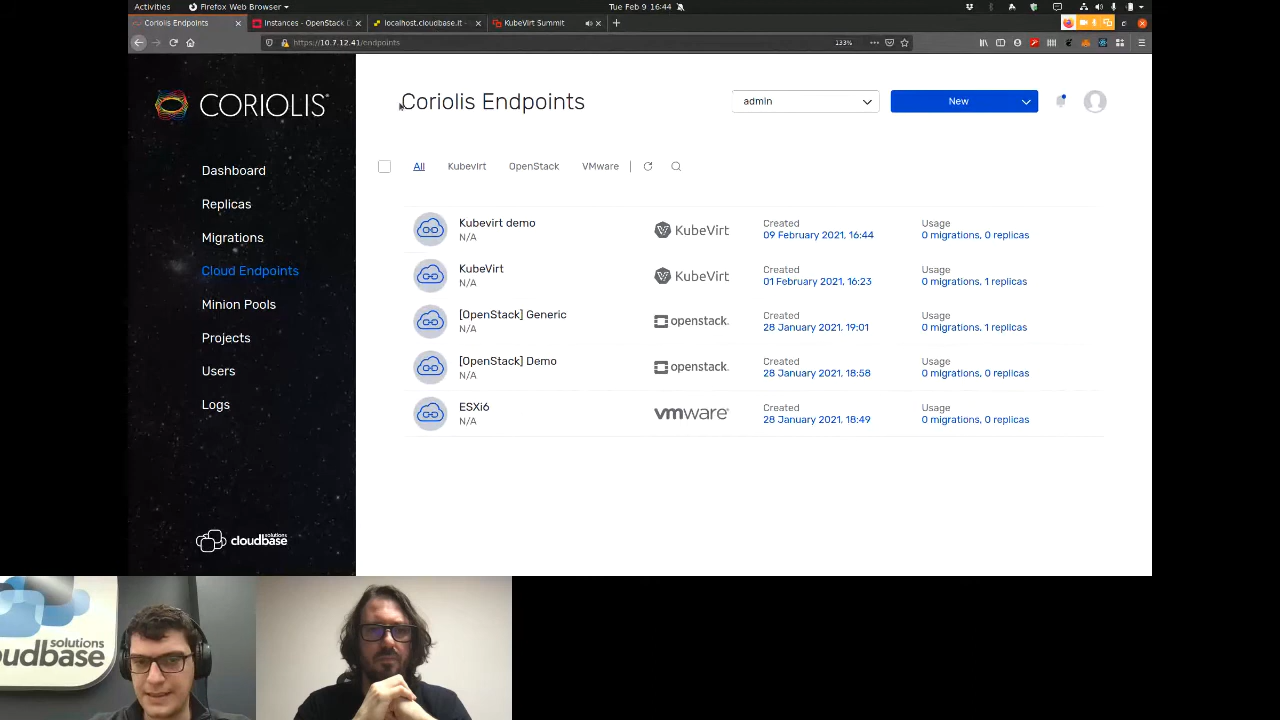 Activities
Firefox Web Browser
Tue Feb 9 16:44
Coriolis Endpoints
Instances - OpenStack D
localhost.cloudbase.it -
KubeVirt Summit
https://10.7.12.41/endpoints
133%
CORIOLIS
Coriolis Endpoints
admin
New
Dashboard
Replicas
Migrations
Cloud Endpoints
Minion Pools
Projects
Users
Logs
All
Kubevirt
OpenStack
VMware
Kubevirt demo
N/A
KubeVirt
Created
09 February 2021, 16:44
Usage
0 migrations, 0 replicas
KubeVirt
N/A
KubeVirt
Created
01 February 2021, 16:23
Usage
0 migrations, 1 replicas
[OpenStack] Generic
N/A
openstack.
Created
28 January 2021, 19:01
Usage
0 migrations, 1 replicas
[OpenStack] Demo
N/A
openstack.
Created
28 January 2021, 18:58
Usage
0 migrations, 0 replicas
ESXi6
N/A
vmware
Created
28 January 2021, 18:49
Usage
0 migrations, 0 replicas
cloudbase
solutions
solutions
oudbase